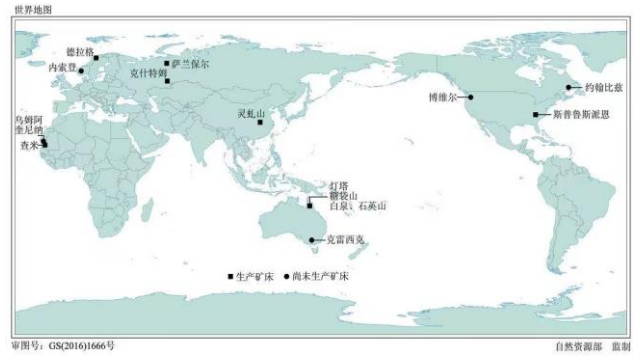 世界地图
德拉格
内索登
萨兰保尔
克什特姆
乌姆阿
奎尼纳
查米
灵虬山
博维尔
约翰比兹
斯普鲁斯派恩
灯塔
糖袋山
白泉、石英山
克雷西克
生产矿床
尚未生产矿床
审图号：GS(2016)1666号
自然资源部 监制